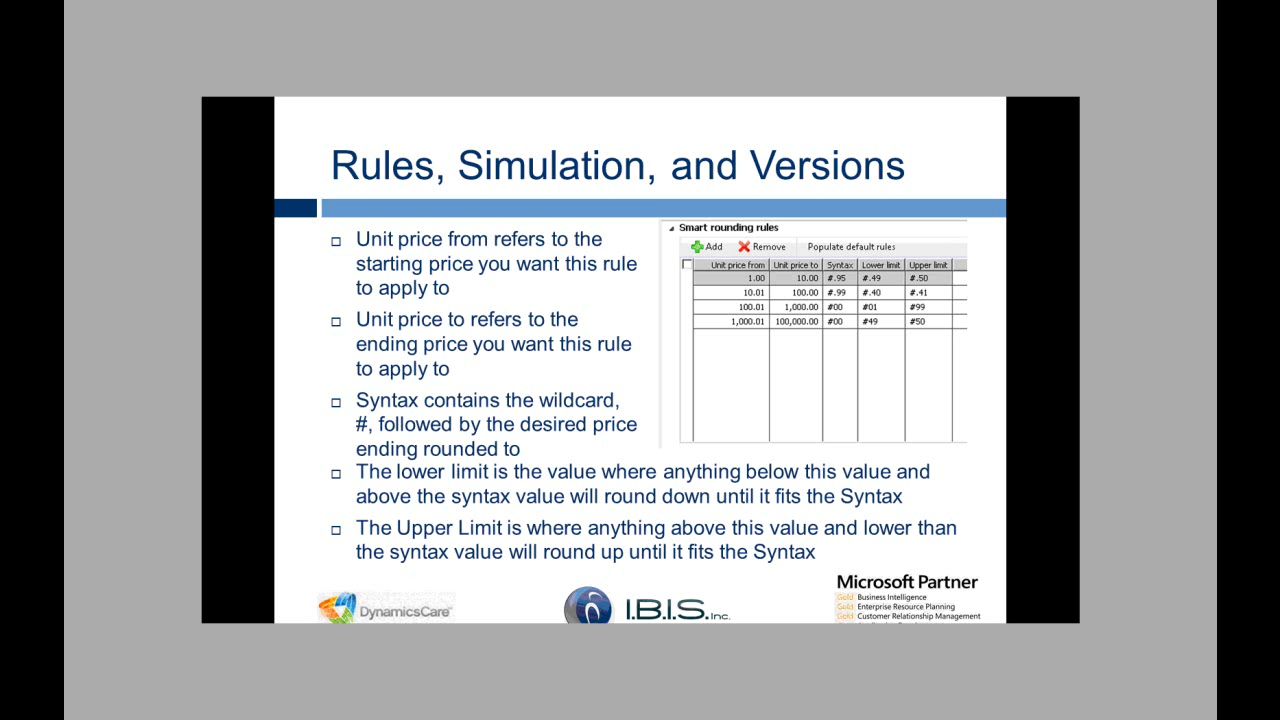 Rules, Simulation, and Versions
Unit price from refers to the
starting price you want this rule
to apply to
Unit price to refers to the
ending price you want this rule
to apply to
Syntax contains the wildcard,
#, followed by the desired price
ending rounded to
The lower limit is the value where anything below this value and
above the syntax value will round down until it fits the Syntax
The Upper Limit is where anything above this value and lower than
the syntax value will round up until it fits the Syntax
Smart rounding rules
Add Remove Populate default rules
Unit price from Unit price to Syntax Lower limit Upper limit
1.00 10.00 #.95 #.49 #.50
10.01 100.00 #.99 #.40 #.41
100.01 1,000.00 #00 #01 #99
1,000.01 100,000.00 #00 #49 #50
DynamicsCare
I.B.I.S. Inc.
Microsoft Partner
Gold Business Intelligence
Gold Enterprise Resource Planning
Gold Customer Relationship Management